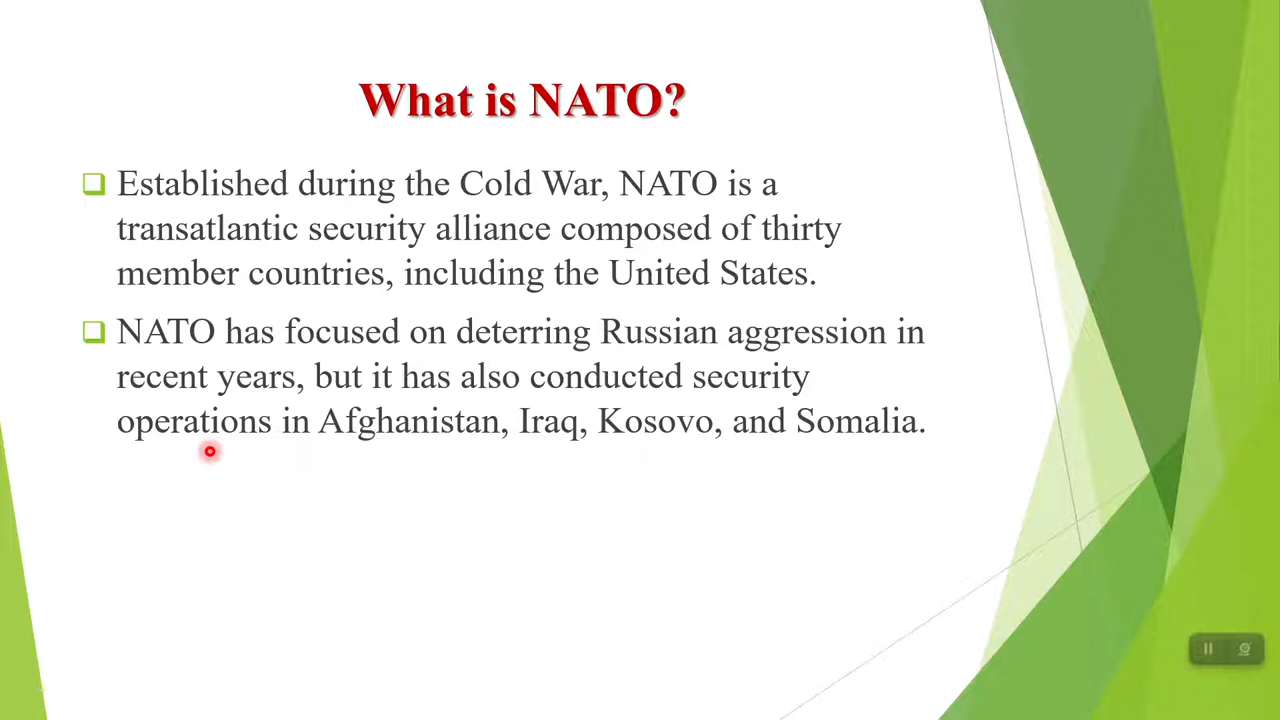 What is NATO?
Established during the Cold War, NATO is a
transatlantic security alliance composed of thirty
member countries, including the United States.
NATO has focused on deterring Russian aggression in
recent years, but it has also conducted security
operations in Afghanistan, Iraq, Kosovo, and Somalia.